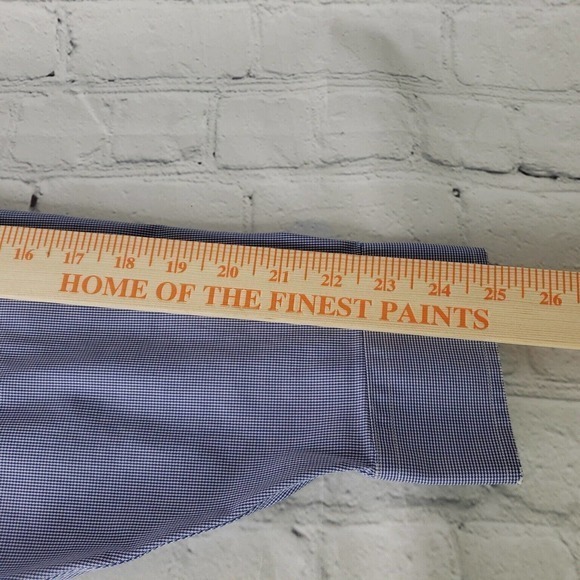 16 17 18 19 20 21 22 23 24 25 26
HOME OF THE FINEST PAINTS